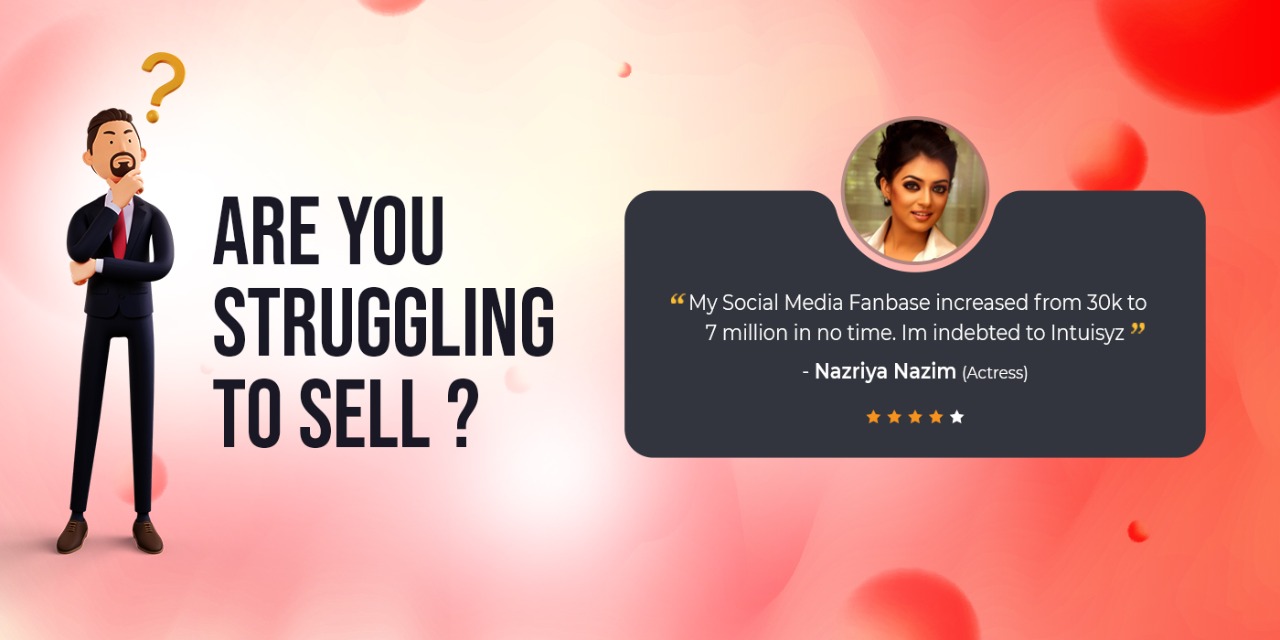 ARE YOU
STRUGGLING
TO SELL ?
“ My Social Media Fanbase increased from 30k to
7 million in no time. Im indebted to Intuisyz ”
- Nazriya Nazim (Actress)